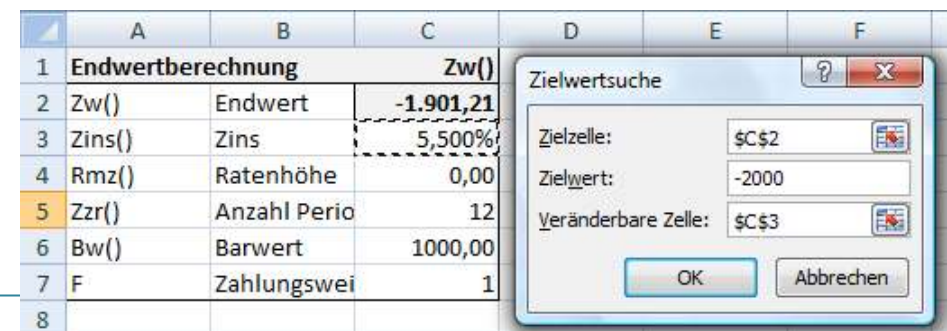 A B C D E F
1 Endwertberechnung Zw()
2 Zw() Endwert -1.901,21
3 Zins() Zins 5,500%
4 Rmz() Ratenhöhe 0,00
5 Zzr() Anzahl Perio 12
6 Bw() Barwert 1000,00
7 F Zahlungswei 1
8
Zielwertsuche
Zielzelle: $C$2
Zielwert: -2000
Veränderbare Zelle: $C$3
OK Abbrechen